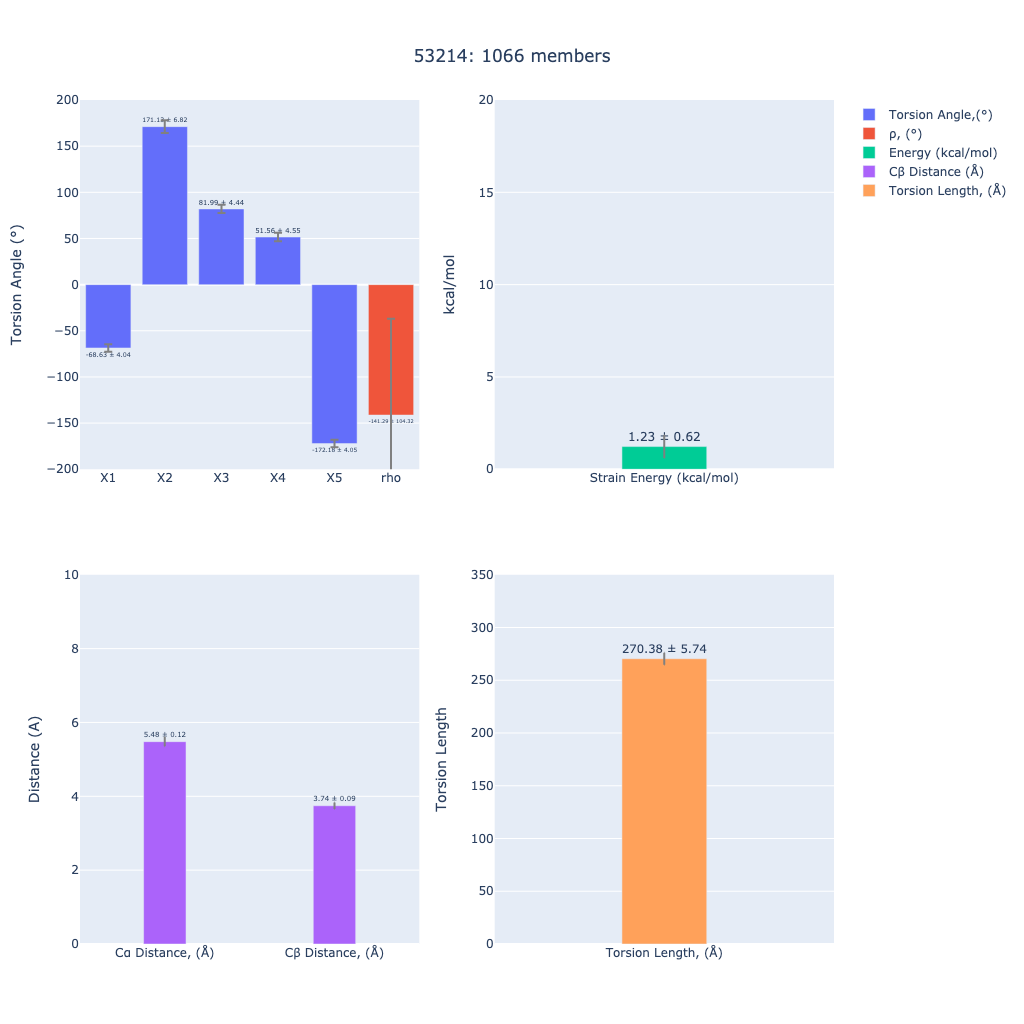 53214: 1066 members
Torsion Angle (°)
200
150
100
50
0
−50
−100
−150
−200
-68.63 ± 4.04
171.13 ± 6.82
81.99 ± 4.44
51.56 ± 4.55
-172.18 ± 4.05
-141.29 ± 104.32
X1 X2 X3 X4 X5 rho
kcal/mol
20
15
10
5
0
1.23 ± 0.62
Strain Energy (kcal/mol)
Torsion Angle,(°)
ρ, (°)
Energy (kcal/mol)
Cβ Distance (Å)
Torsion Length, (Å)
Distance (A)
10
8
6
4
2
0
5.48 ± 0.12
3.74 ± 0.09
Cα Distance, (Å) Cβ Distance, (Å)
Torsion Length
350
300
250
200
150
100
50
0
270.38 ± 5.74
Torsion Length, (Å)